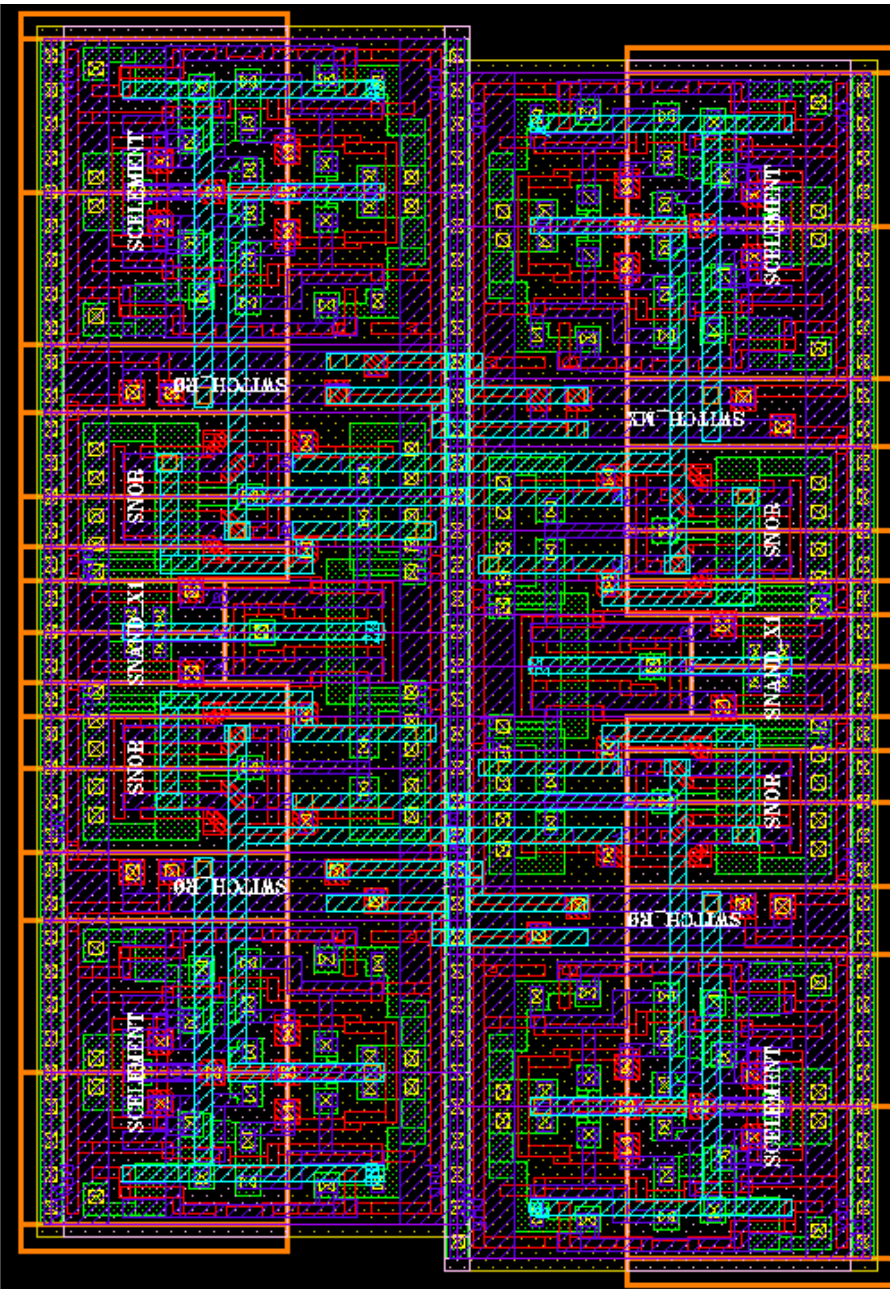 SCELEMENT
SCELEMENT
SWITCH_R0
SWITCH_MX
SNOR
SNOR
SNAND_X1
SNAND_X1
SNOR
SNOR
SWITCH_R0
SWITCH_R0
SCELEMENT
SCELEMENT